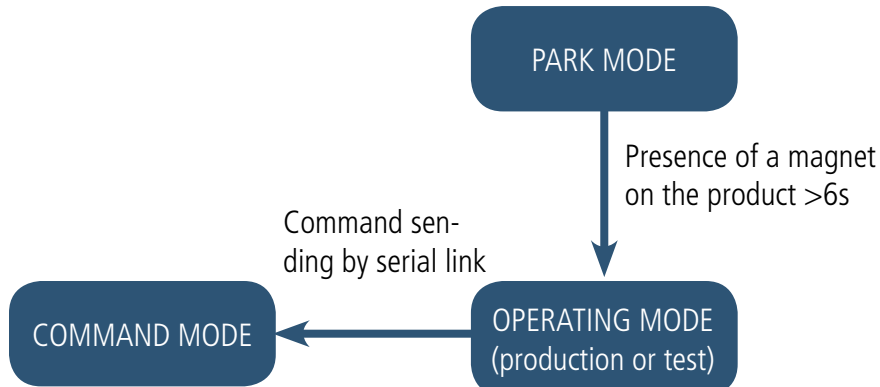 PARK MODE
Presence of a magnet
on the product >6s
Command sen-
ding by serial link
COMMAND MODE
OPERATING MODE
(production or test)